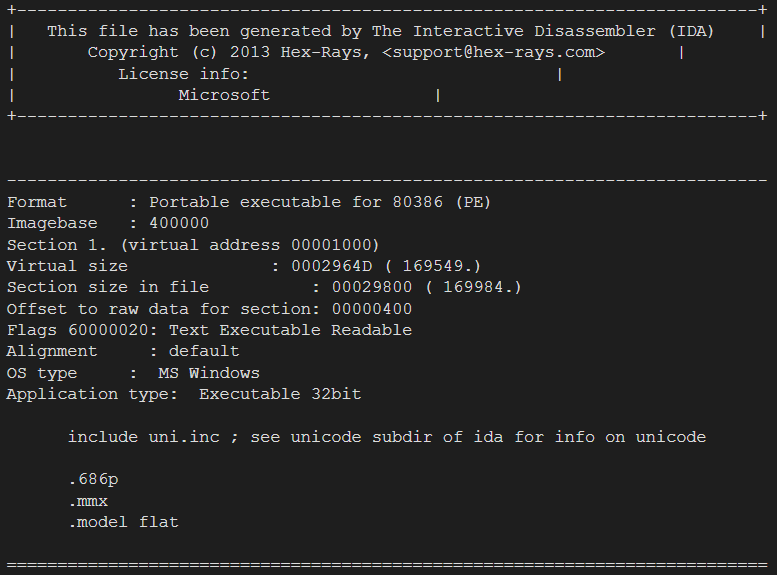 +--------------------------------------------------------------------------+
|   This file has been generated by The Interactive Disassembler (IDA)    |
|       Copyright (c) 2013 Hex-Rays, <support@hex-rays.com>       |
|          License info:                              |
|                Microsoft                |
+--------------------------------------------------------------------------+
---------------------------------------------------------------------------
Format      : Portable executable for 80386 (PE)
Imagebase   : 400000
Section 1. (virtual address 00001000)
Virtual size              : 0002964D ( 169549.)
Section size in file          : 00029800 ( 169984.)
Offset to raw data for section: 00000400
Flags 60000020: Text Executable Readable
Alignment     : default
OS type     :  MS Windows
Application type:  Executable 32bit
      include uni.inc ; see unicode subdir of ida for info on unicode
      .686p
      .mmx
      .model flat
===========================================================================